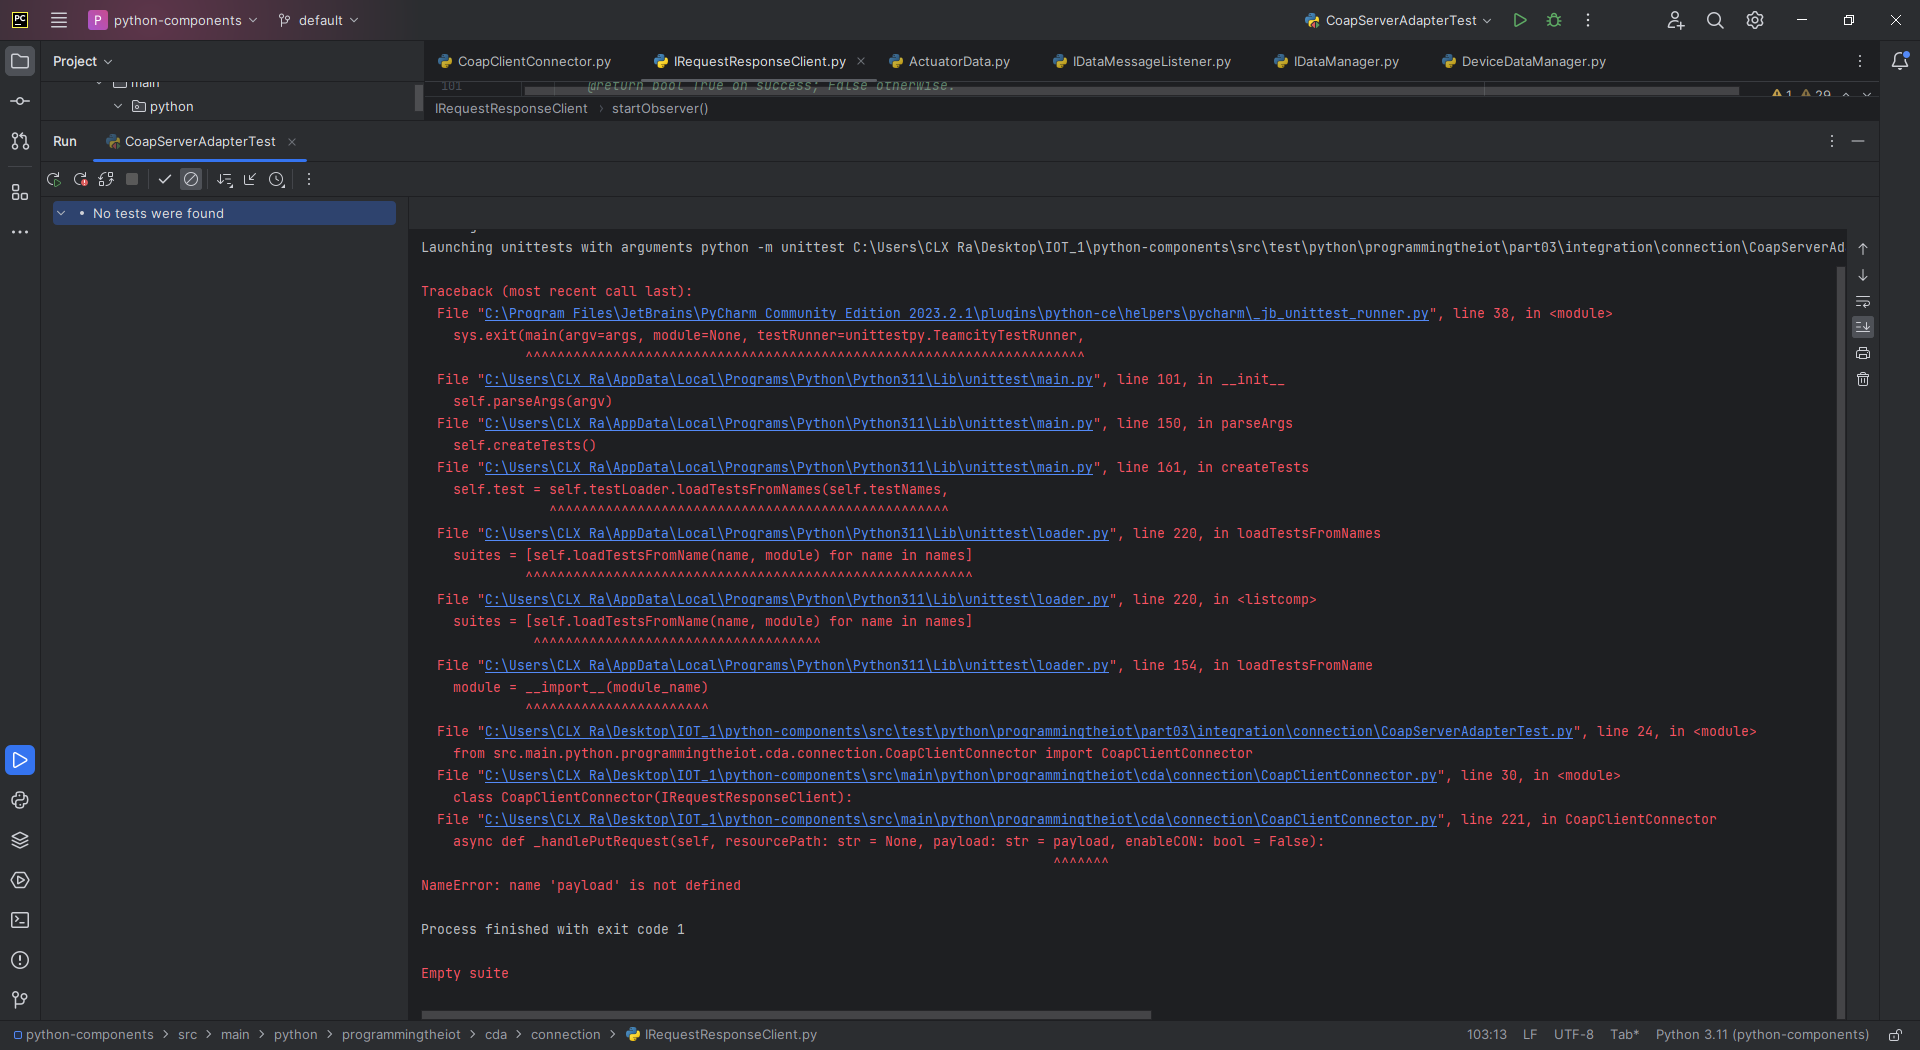 PC
P python-components
default
CoapServerAdapterTest
Project
CoapClientConnector.py
IRequestResponseClient.py
ActuatorData.py
IDataMessageListener.py
IDataManager.py
DeviceDataManager.py
main
101
@return bool True on success; False otherwise.
1 29
python
IRequestResponseClient › startObserver()
Run
CoapServerAdapterTest
No tests were found
Launching unittests with arguments python -m unittest C:\Users\CLX Ra\Desktop\IOT_1\python-components\src\test\python\programmingtheiot\part03\integration\connection\CoapServerAd
Traceback (most recent call last):
File "C:\Program Files\JetBrains\PyCharm Community Edition 2023.2.1\plugins\python-ce\helpers\pycharm\_jb_unittest_runner.py", line 38, in <module>
sys.exit(main(argv=args, module=None, testRunner=unittestpy.TeamcityTestRunner,
^^^^^^^^^^^^^^^^^^^^^^^^^^^^^^^^^^^^^^^^^^^^^^^^^^^^^^^^^^^^^^^^^^^^^^
File "C:\Users\CLX Ra\AppData\Local\Programs\Python\Python311\Lib\unittest\main.py", line 101, in __init__
self.parseArgs(argv)
File "C:\Users\CLX Ra\AppData\Local\Programs\Python\Python311\Lib\unittest\main.py", line 150, in parseArgs
self.createTests()
File "C:\Users\CLX Ra\AppData\Local\Programs\Python\Python311\Lib\unittest\main.py", line 161, in createTests
self.test = self.testLoader.loadTestsFromNames(self.testNames,
^^^^^^^^^^^^^^^^^^^^^^^^^^^^^^^^^^^^^^^^^^^^^^^^^^
File "C:\Users\CLX Ra\AppData\Local\Programs\Python\Python311\Lib\unittest\loader.py", line 220, in loadTestsFromNames
suites = [self.loadTestsFromName(name, module) for name in names]
^^^^^^^^^^^^^^^^^^^^^^^^^^^^^^^^^^^^^^^^^^^^^^^^^^^^^^^^
File "C:\Users\CLX Ra\AppData\Local\Programs\Python\Python311\Lib\unittest\loader.py", line 220, in <listcomp>
suites = [self.loadTestsFromName(name, module) for name in names]
^^^^^^^^^^^^^^^^^^^^^^^^^^^^^^^^^^^^
File "C:\Users\CLX Ra\AppData\Local\Programs\Python\Python311\Lib\unittest\loader.py", line 154, in loadTestsFromName
module = __import__(module_name)
^^^^^^^^^^^^^^^^^^^^^^^
File "C:\Users\CLX Ra\Desktop\IOT_1\python-components\src\test\python\programmingtheiot\part03\integration\connection\CoapServerAdapterTest.py", line 24, in <module>
from src.main.python.programmingtheiot.cda.connection.CoapClientConnector import CoapClientConnector
File "C:\Users\CLX Ra\Desktop\IOT_1\python-components\src\main\python\programmingtheiot\cda\connection\CoapClientConnector.py", line 30, in <module>
class CoapClientConnector(IRequestResponseClient):
File "C:\Users\CLX Ra\Desktop\IOT_1\python-components\src\main\python\programmingtheiot\cda\connection\CoapClientConnector.py", line 221, in CoapClientConnector
async def _handlePutRequest(self, resourcePath: str = None, payload: str = payload, enableCON: bool = False):
^^^^^^^
NameError: name 'payload' is not defined
Process finished with exit code 1
Empty suite
python-components › src › main › python › programmingtheiot › cda › connection › IRequestResponseClient.py
103:13 LF UTF-8 Tab* Python 3.11 (python-components)